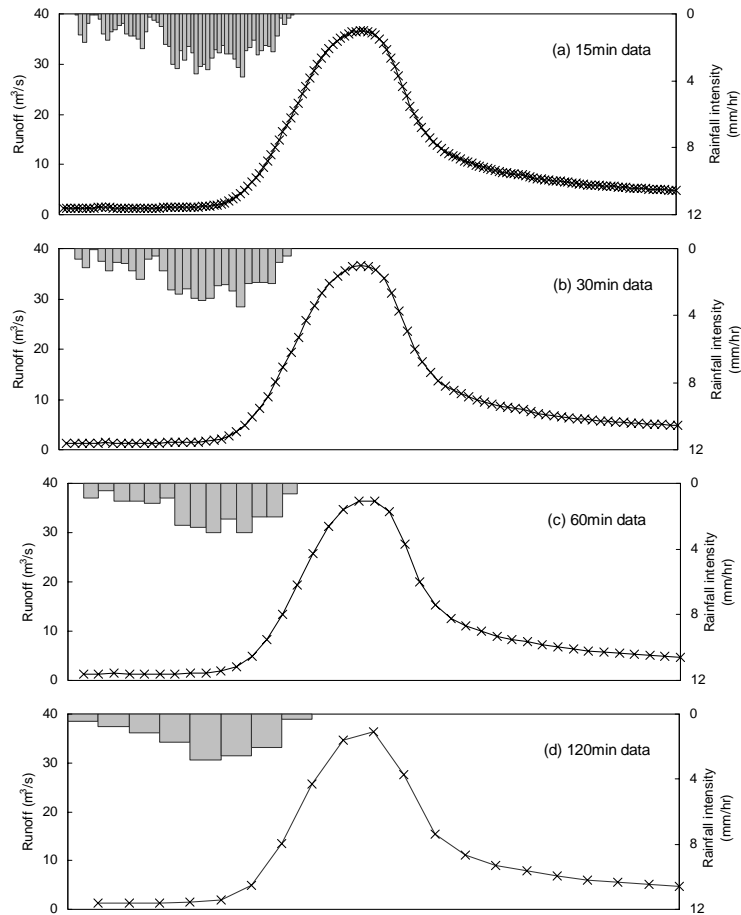 40
30
20
10
0
Runoff (m³/s)
(a) 15min data
0
4
8
12
Rainfall intensity
(mm/hr)
40
30
20
10
0
Runoff (m³/s)
(b) 30min data
0
4
8
12
Rainfall intensity
(mm/hr)
40
30
20
10
0
Runoff (m³/s)
(c) 60min data
0
4
8
12
Rainfall intensity
(mm/hr)
40
30
20
10
0
Runoff (m³/s)
(d) 120min data
0
4
8
12
Rainfall intensity
(mm/hr)